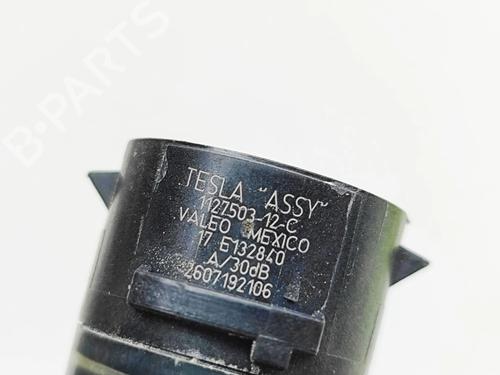 B-PARTS
TESLA "ASSY"
1127503-12-C
VALEO MEXICO
17 E132840
A/30dB
2607192106